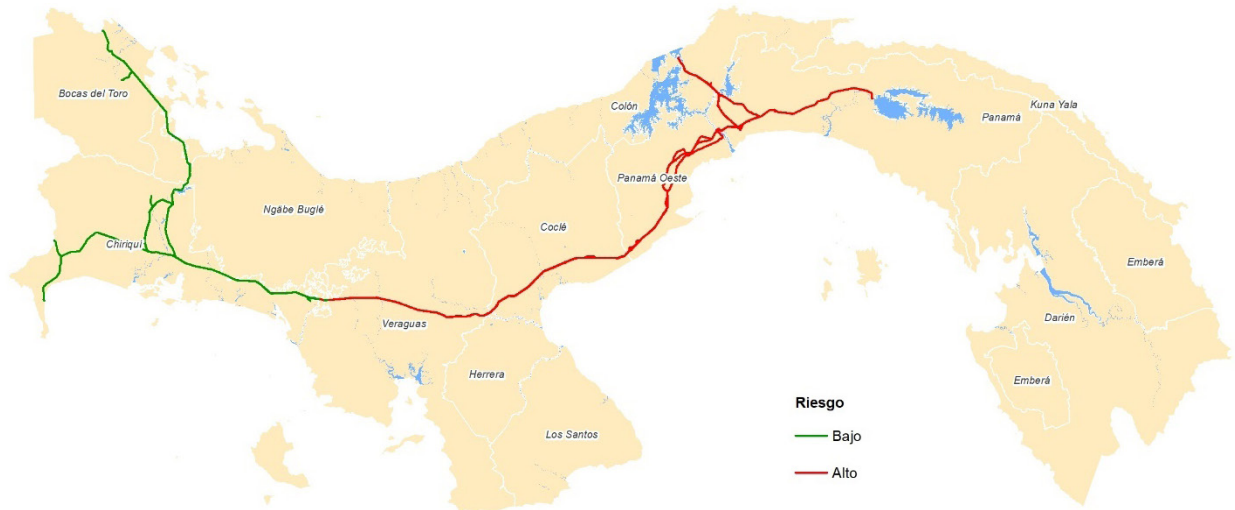 Bocas del Toro
Colón
Kuna Yala
Panamá
Panamá Oeste
Ngäbe Buglé
Coclé
Chiriquí
Emberá
Veraguas
Darién
Herrera
Emberá
Los Santos
Riesgo
Bajo
Alto